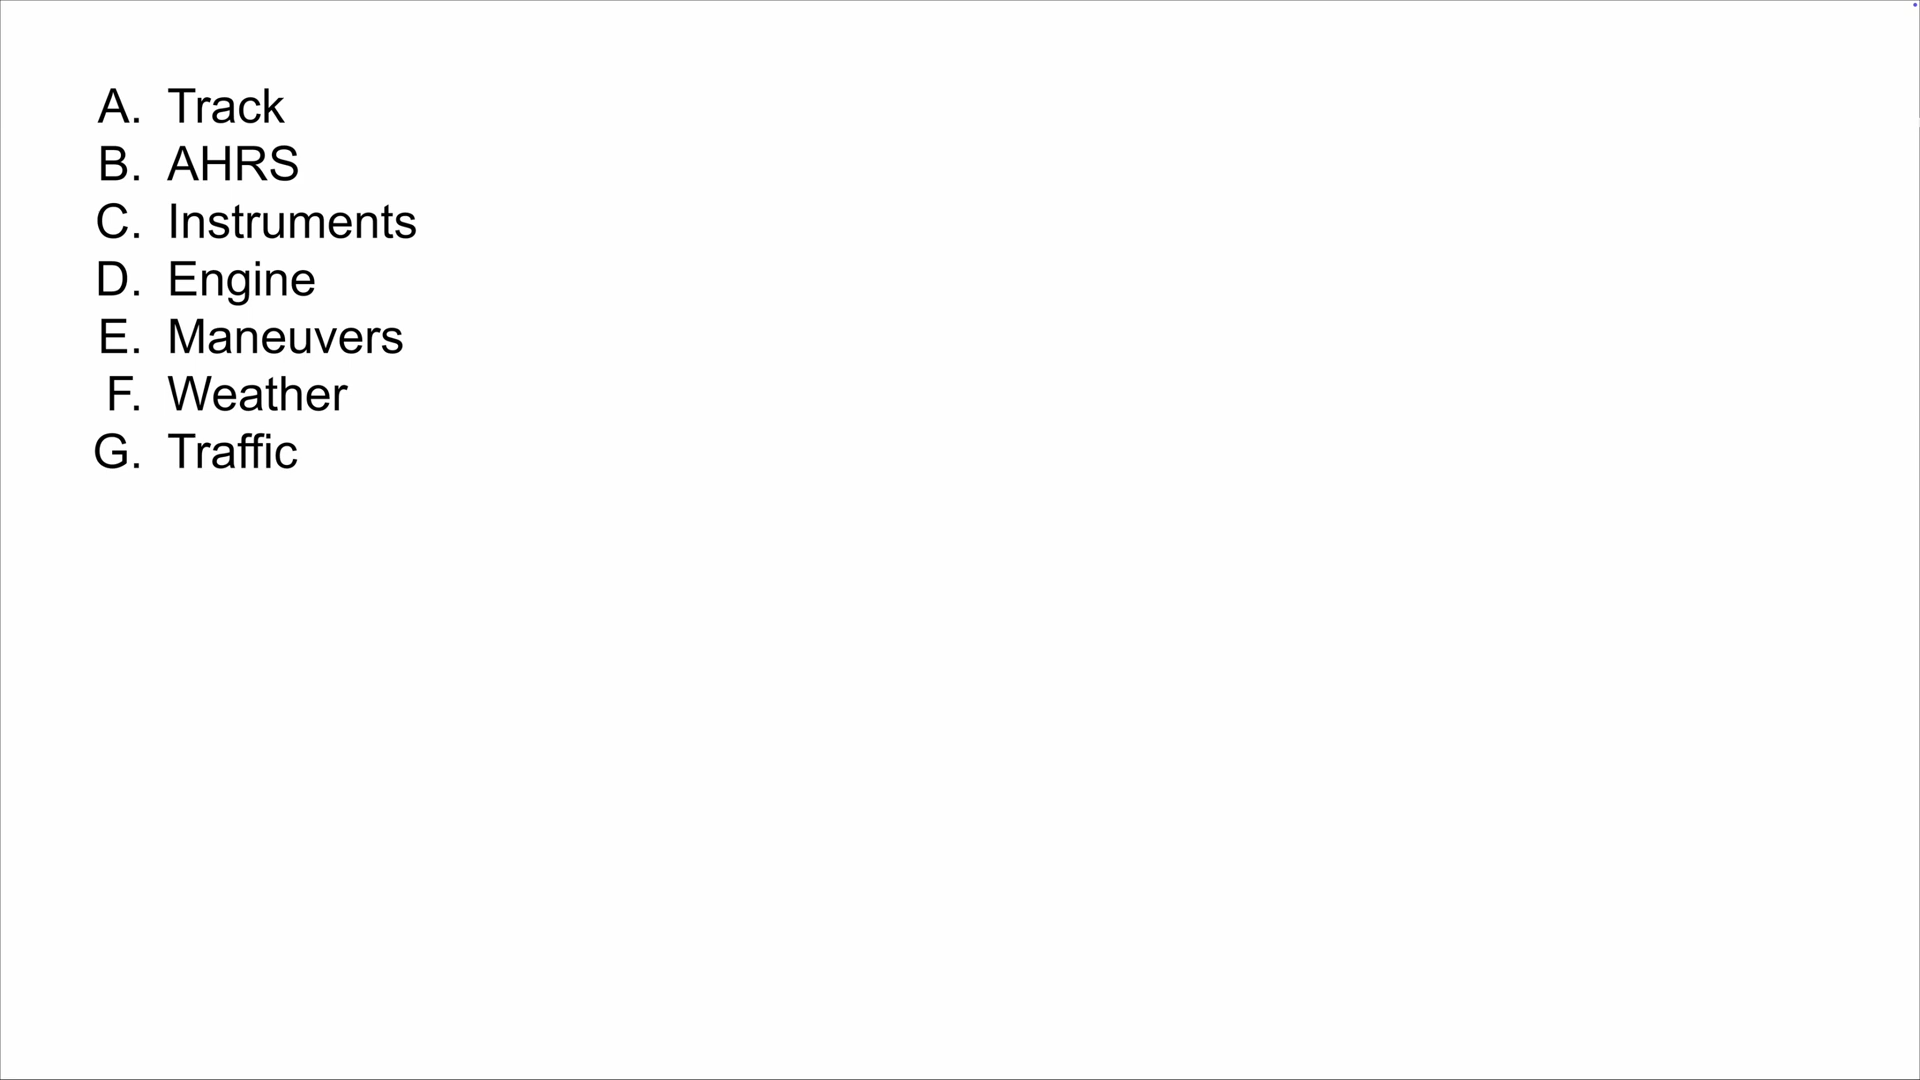 A. Track
B. AHRS
C. Instruments
D. Engine
E. Maneuvers
F. Weather
G. Traffic